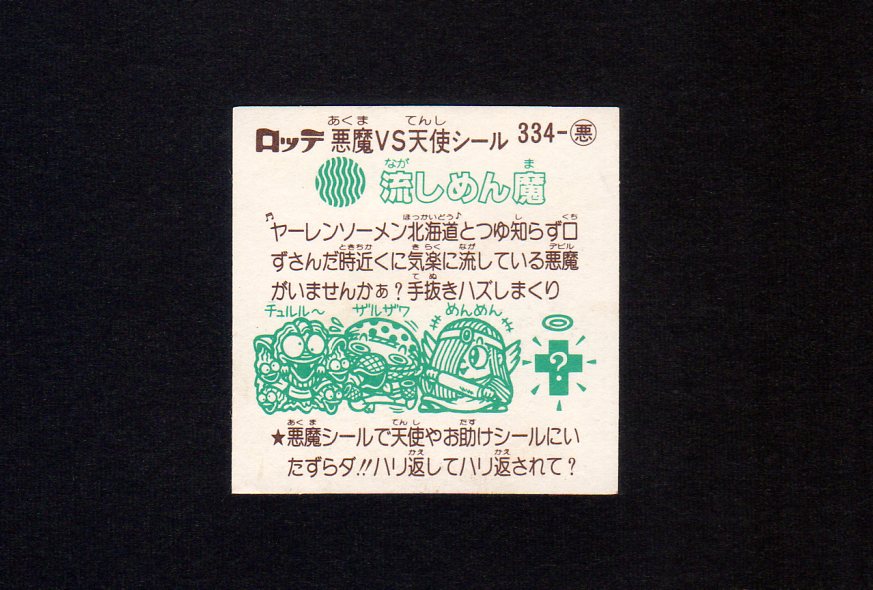 ロッテ 悪魔VS天使シール 334-㊙悪
流しめん魔
♬ヤーレンソーメン北海道♪とつゆ知らず口
ずさんだ時近くに気楽に流している悪魔
がいませんかぁ?手抜きハズしまくり
チュルル〜 ザルザワ めんめん
?
★悪魔シールで天使やお助けシールにい
たずらダ!!ハリ返してハリ返されて?